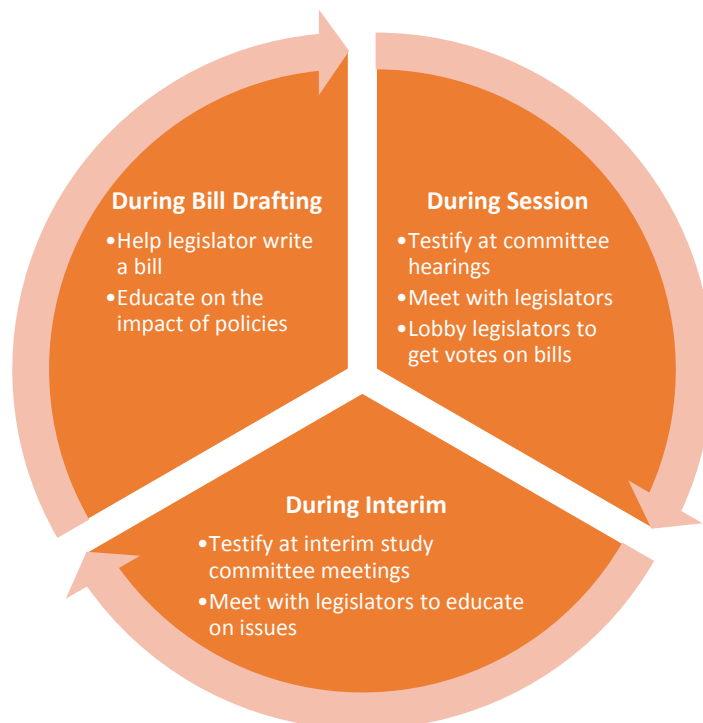 During Bill Drafting
•Help legislator write
a bill
•Educate on the
impact of policies
During Session
•Testify at committee
hearings
•Meet with legislators
•Lobby legislators to
get votes on bills
During Interim
•Testify at interim study
committee meetings
•Meet with legislators to educate
on issues